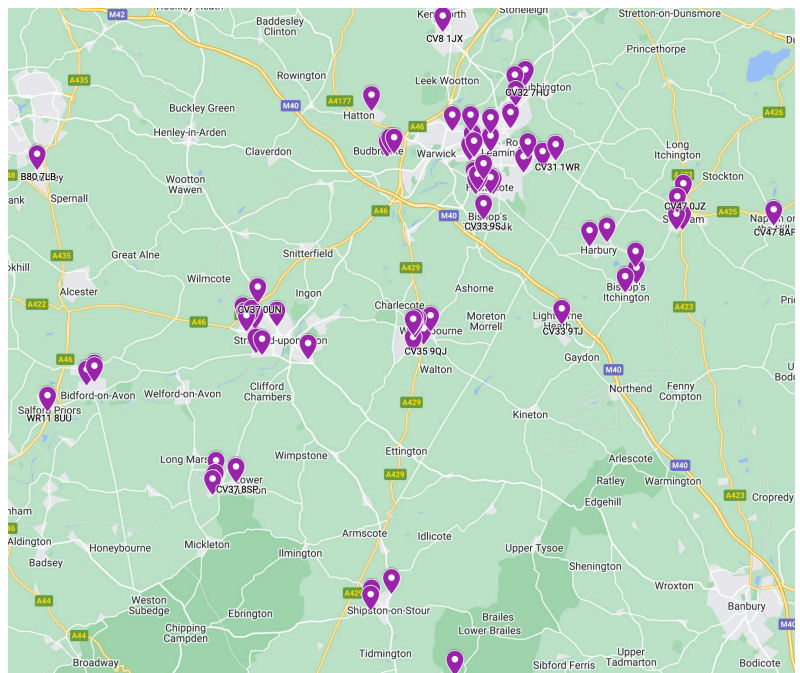 M42
Baddesley
Clinton
CV8 1JX
Stoneleigh
Stretton-on-Dunsmore
Princethorpe
A435
Rowington
Leek Wootton
CV32 7HU
A4177
M40
Hatton
Buckley Green
A46
A426
Henley-in-Arden
Claverdon
Warwick
CV31 1WR
Long
Itchington
B80 7LB
Spernall
Wootton
Wawen
Stockton
CV47 0JZ
A425
A46
M40
Bishop's
CV33 9SJ
CV47 8AF
A435
Great Alne
Snitterfield
Harbury
A429
Wilmcote
Ingon
Ashorne
Bishop's
Itchington
Alcester
A422
A46
CV37 0UN
Charlecote
Moreton
Morrell
CV33 9TJ
A423
CV35 9QJ
Gaydon
A46
Walton
M40
Bidford-on-Avon
Welford-on-Avon
Clifford
Chambers
Northend
Fenny
Compton
Salford Priors
WR11 8UU
A429
Kineton
Long
Wimpstone
Ettington
Arlescote
M40
CV37 8SP
A429
Ratley
Warmington
Edgehill
A423
Cropredy
Aldington
Honeybourne
Mickleton
Armscote
Idlicote
Upper Tysoe
Badsey
Ilmington
Shenington
A44
Weston
Subedge
Ebrington
A429
Shipston-on-Stour
Wroxton
Banbury
A44
Chipping
Campden
Brailes
Lower Brailes
M40
Broadway
Tidmington
Sibford Ferris
Upper
Tadmarton
Bodicote